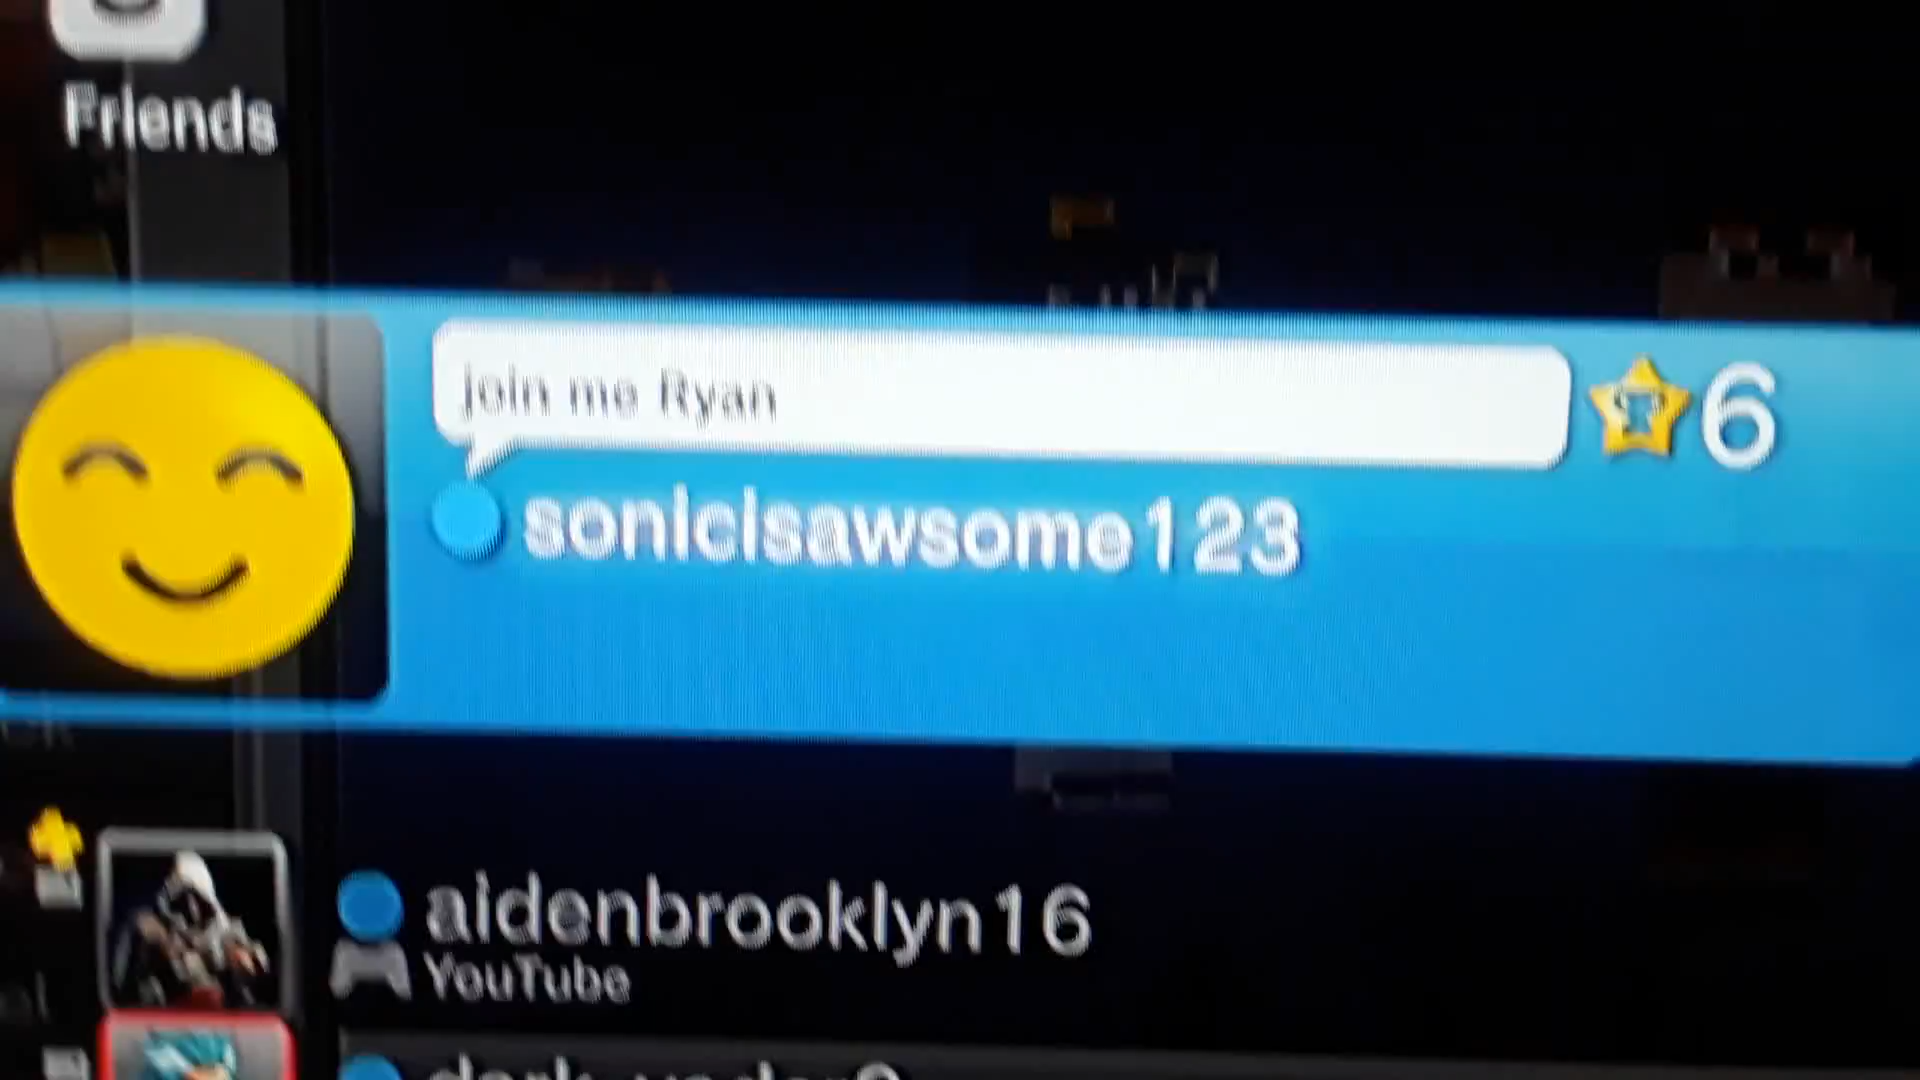 Friends
join me Ryan
6
sonicisawsome123
aidenbrooklyn16
YouTube